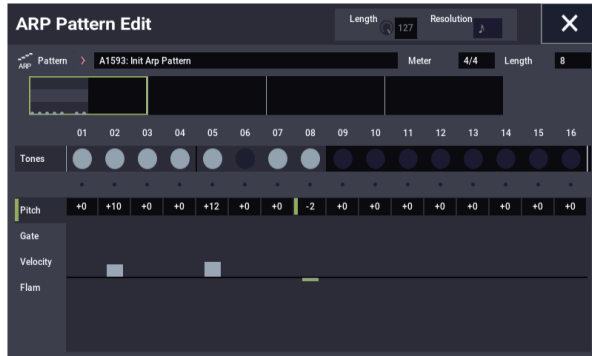 ARP Pattern Edit
Length 127 Resolution ♪ X
ARP Pattern > A1593: Init Arp Pattern Meter 4/4 Length 8
01 02 03 04 05 06 07 08 09 10 11 12 13 14 15 16
Tones
Pitch +0 +10 +0 +0 +12 +0 +0 -2 +0 +0 +0 +0 +0 +0 +0 +0
Gate
Velocity
Flam